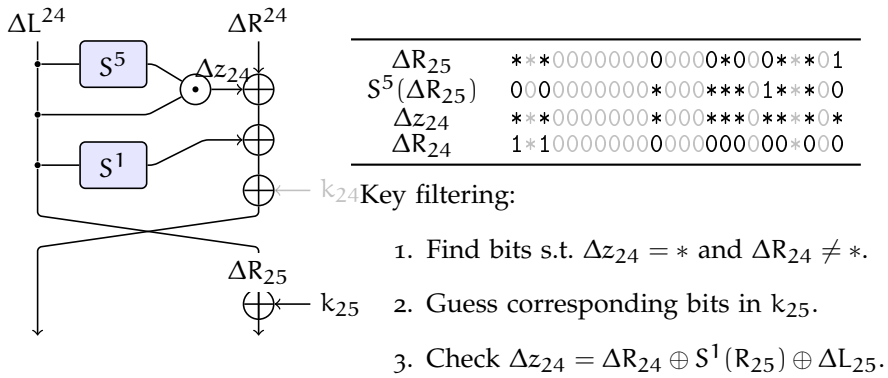 ΔL^24 ΔR^24
S^5
Δz_24
S^1
k_24
ΔR_25
k_25
ΔR_25 ***000000000000*000***01
S^5(ΔR_25) 0000000000*000***01***00
Δz_24 ***0000000*000***0****0*
ΔR_24 1*100000000000000000*000
Key filtering:
1. Find bits s.t. Δz_24 = * and ΔR_24 ≠ *.
2. Guess corresponding bits in k_25.
3. Check Δz_24 = ΔR_24 ⊕ S^1(R_25) ⊕ ΔL_25.